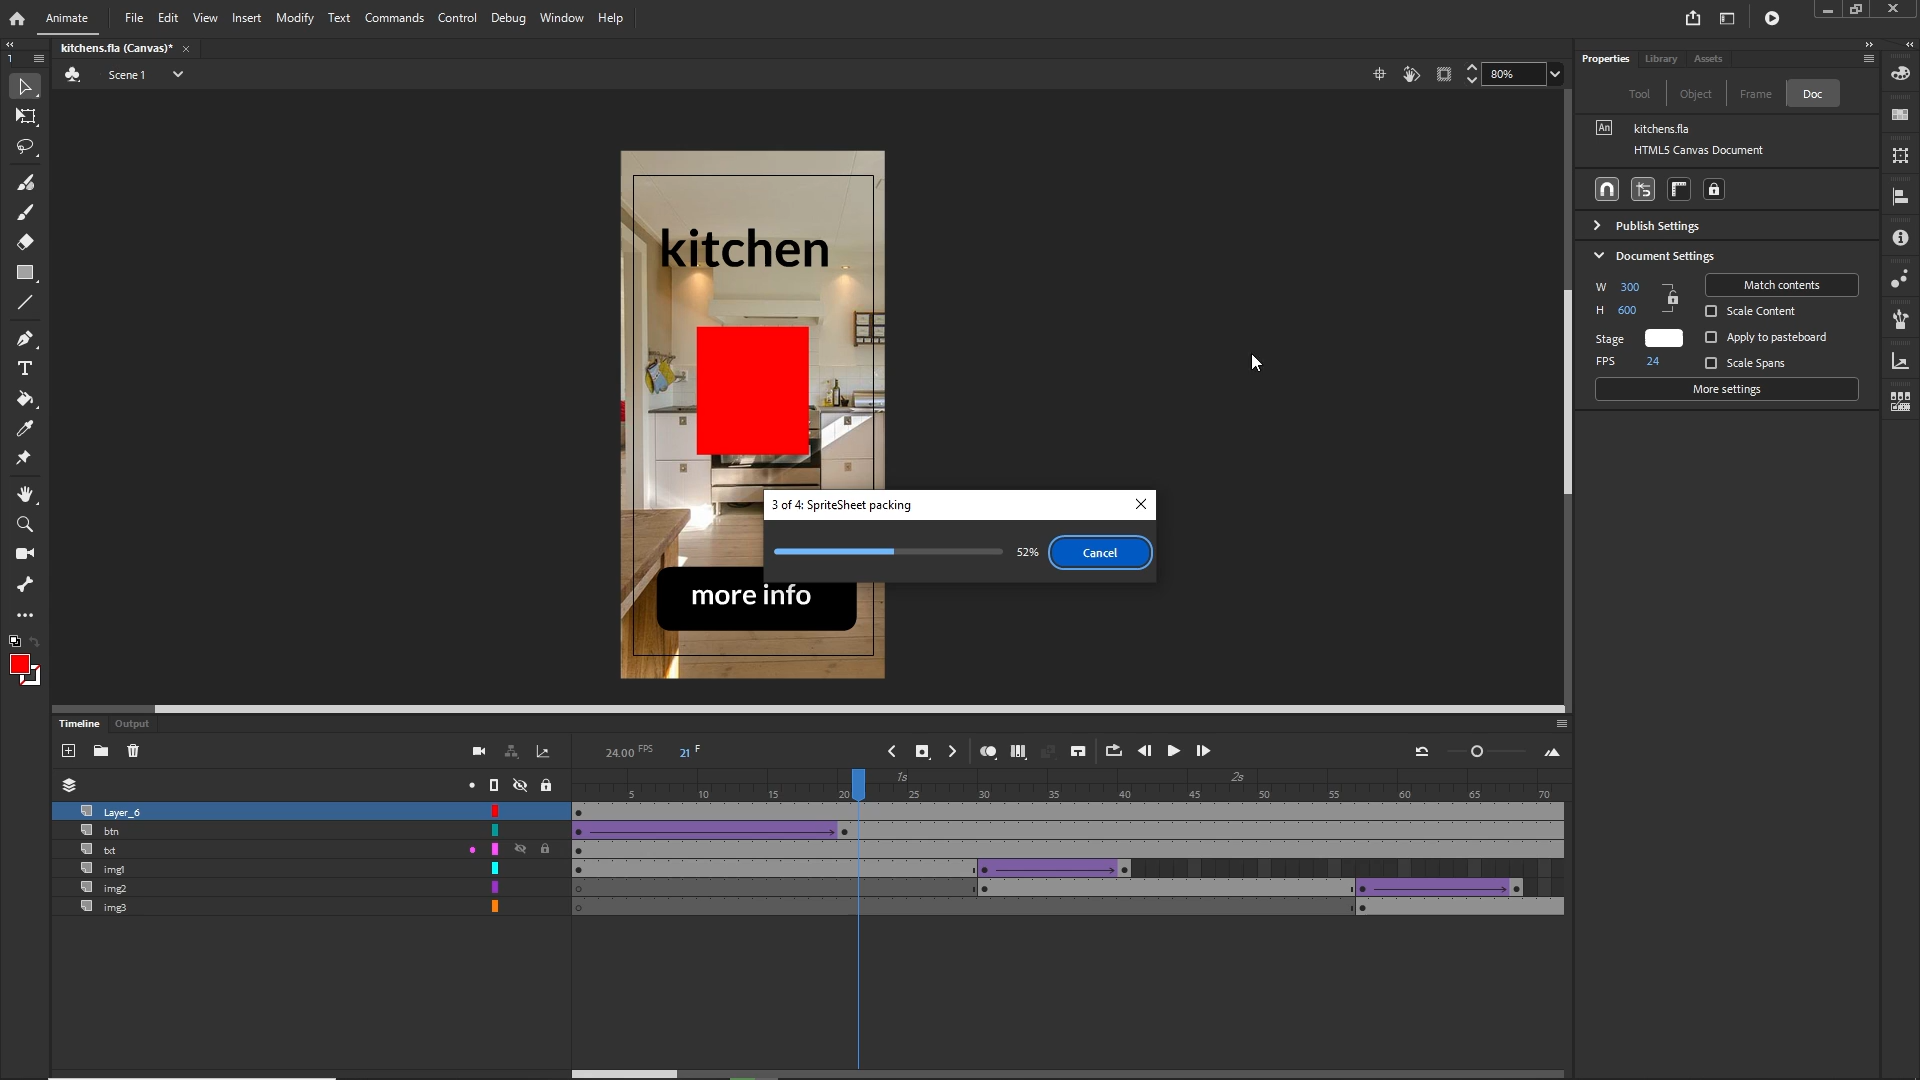 Animate File Edit View Insert Modify Text Commands Control Debug Window Help
kitchens.fla (Canvas)*
Scene 1
80%
kitchen
more info
3 of 4: SpriteSheet packing
52% Cancel
Properties Library Assets
Tool Object Frame Doc
An kitchens.fla
HTML5 Canvas Document
Publish Settings
Document Settings
W 300 Match contents
H 600 Scale Content
Stage Apply to pasteboard
FPS 24 Scale Spans
More settings
Timeline Output
24.00 FPS 21 F
1s 2s
5 10 15 20 25 30 35 40 45 50 55 60 65 70
Layer_6
btn
txt
img1
img2
img3